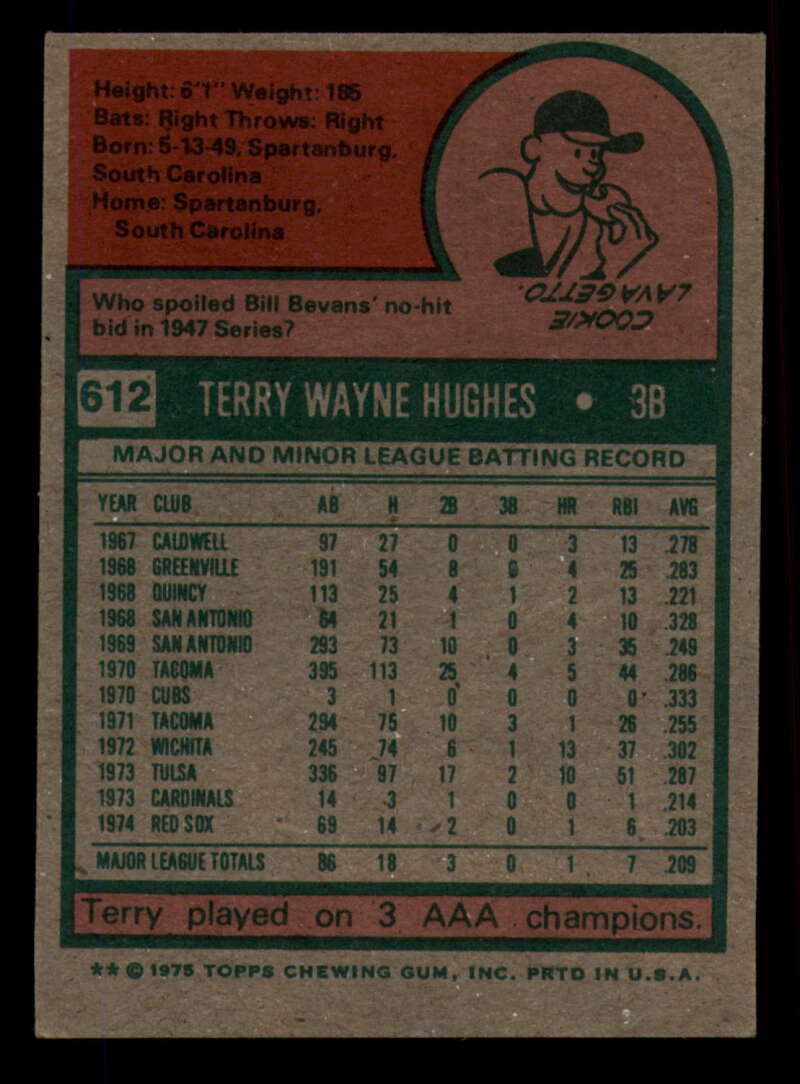 Height: 6'1" Weight: 185
Bats: Right Throws: Right
Born: 5-13-49, Spartanburg,
South Carolina
Home: Spartanburg,
South Carolina
Who spoiled Bill Bevans' no-hit
bid in 1947 Series?
COOKIE
LAVAGETTO.
612 TERRY WAYNE HUGHES • 3B
MAJOR AND MINOR LEAGUE BATTING RECORD
YEAR CLUB AB H 2B 3B HR RBI AVG
1967 CALDWELL 97 27 0 0 3 13 .278
1968 GREENVILLE 191 54 8 0 4 25 .283
1968 QUINCY 113 25 4 1 2 13 .221
1968 SAN ANTONIO 64 21 1 0 4 10 .328
1969 SAN ANTONIO 293 73 10 0 3 35 .249
1970 TACOMA 395 113 25 4 5 44 .286
1970 CUBS 3 1 0 0 0 0 .333
1971 TACOMA 294 75 10 3 1 26 .255
1972 WICHITA 245 74 6 1 13 37 .302
1973 TULSA 336 97 17 2 10 51 .287
1973 CARDINALS 14 3 1 0 0 1 .214
1974 RED SOX 69 14 2 0 1 6 .203
MAJOR LEAGUE TOTALS 86 18 3 0 1 7 .209
Terry played on 3 AAA champions.
** © 1975 TOPPS CHEWING GUM, INC. PRTD IN U.S.A.